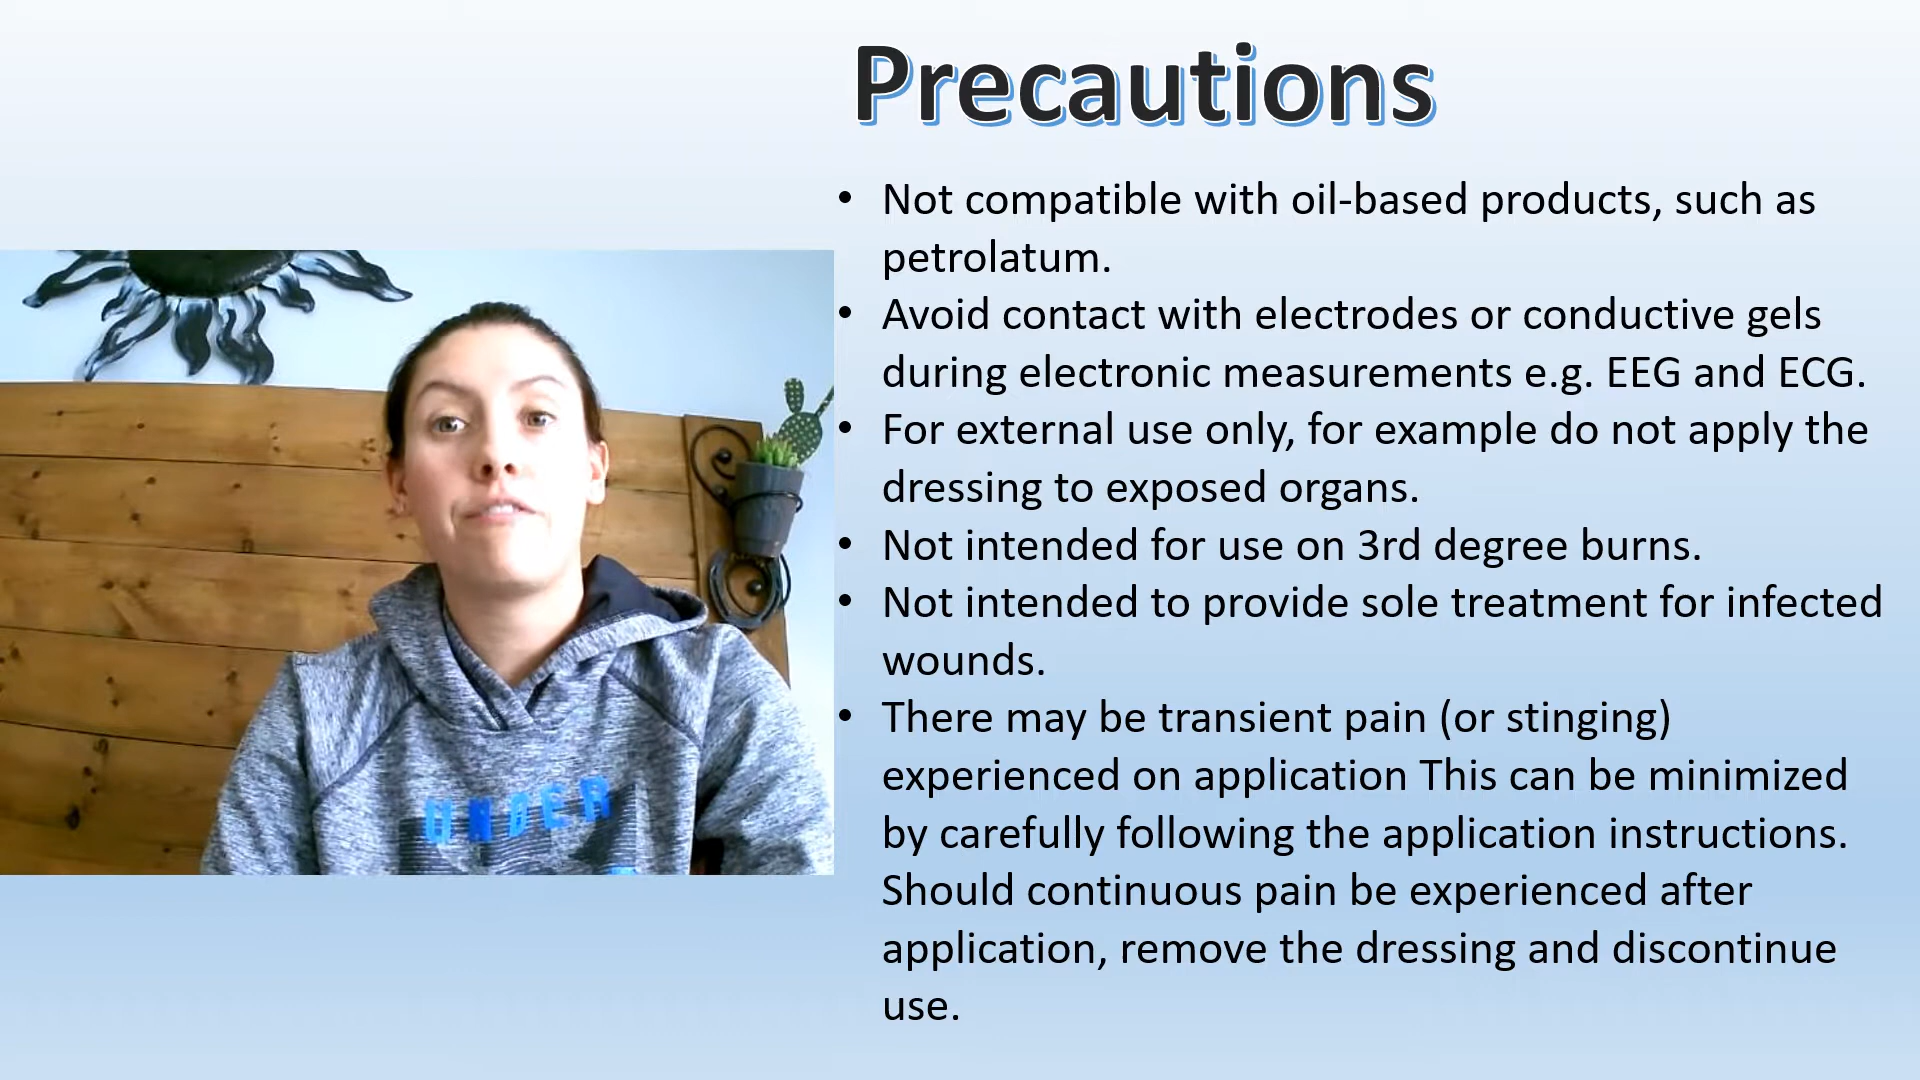 Precautions
• Not compatible with oil-based products, such as
petrolatum.
• Avoid contact with electrodes or conductive gels
during electronic measurements e.g. EEG and ECG.
• For external use only, for example do not apply the
dressing to exposed organs.
• Not intended for use on 3rd degree burns.
• Not intended to provide sole treatment for infected
wounds.
• There may be transient pain (or stinging)
experienced on application This can be minimized
by carefully following the application instructions.
Should continuous pain be experienced after
application, remove the dressing and discontinue
use.
UNDER